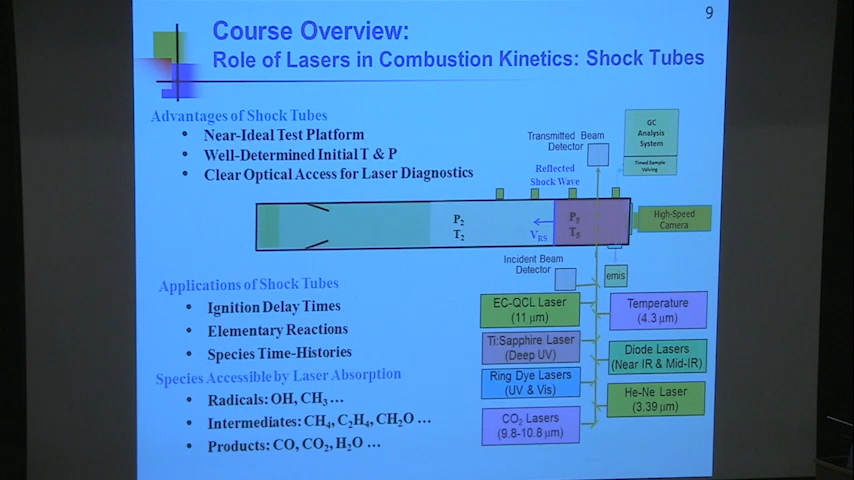 9
Course Overview:
Role of Lasers in Combustion Kinetics: Shock Tubes
Advantages of Shock Tubes
• Near-Ideal Test Platform
• Well-Determined Initial T & P
• Clear Optical Access for Laser Diagnostics
Transmitted Beam
Detector
GC
Analysis
System
Timed Sample
Valving
Reflected
Shock Wave
P₂
T₂
V_RS
P₅
T₅
High-Speed
Camera
Incident Beam
Detector
emis
Applications of Shock Tubes
• Ignition Delay Times
• Elementary Reactions
• Species Time-Histories
Species Accessible by Laser Absorption
• Radicals: OH, CH₃ …
• Intermediates: CH₄, C₂H₄, CH₂O …
• Products: CO, CO₂, H₂O …
EC-QCL Laser
(11 µm)
Temperature
(4.3 µm)
Ti:Sapphire Laser
(Deep UV)
Diode Lasers
(Near IR & Mid-IR)
Ring Dye Lasers
(UV & Vis)
He-Ne Laser
(3.39 µm)
CO₂ Lasers
(9.8-10.8 µm)